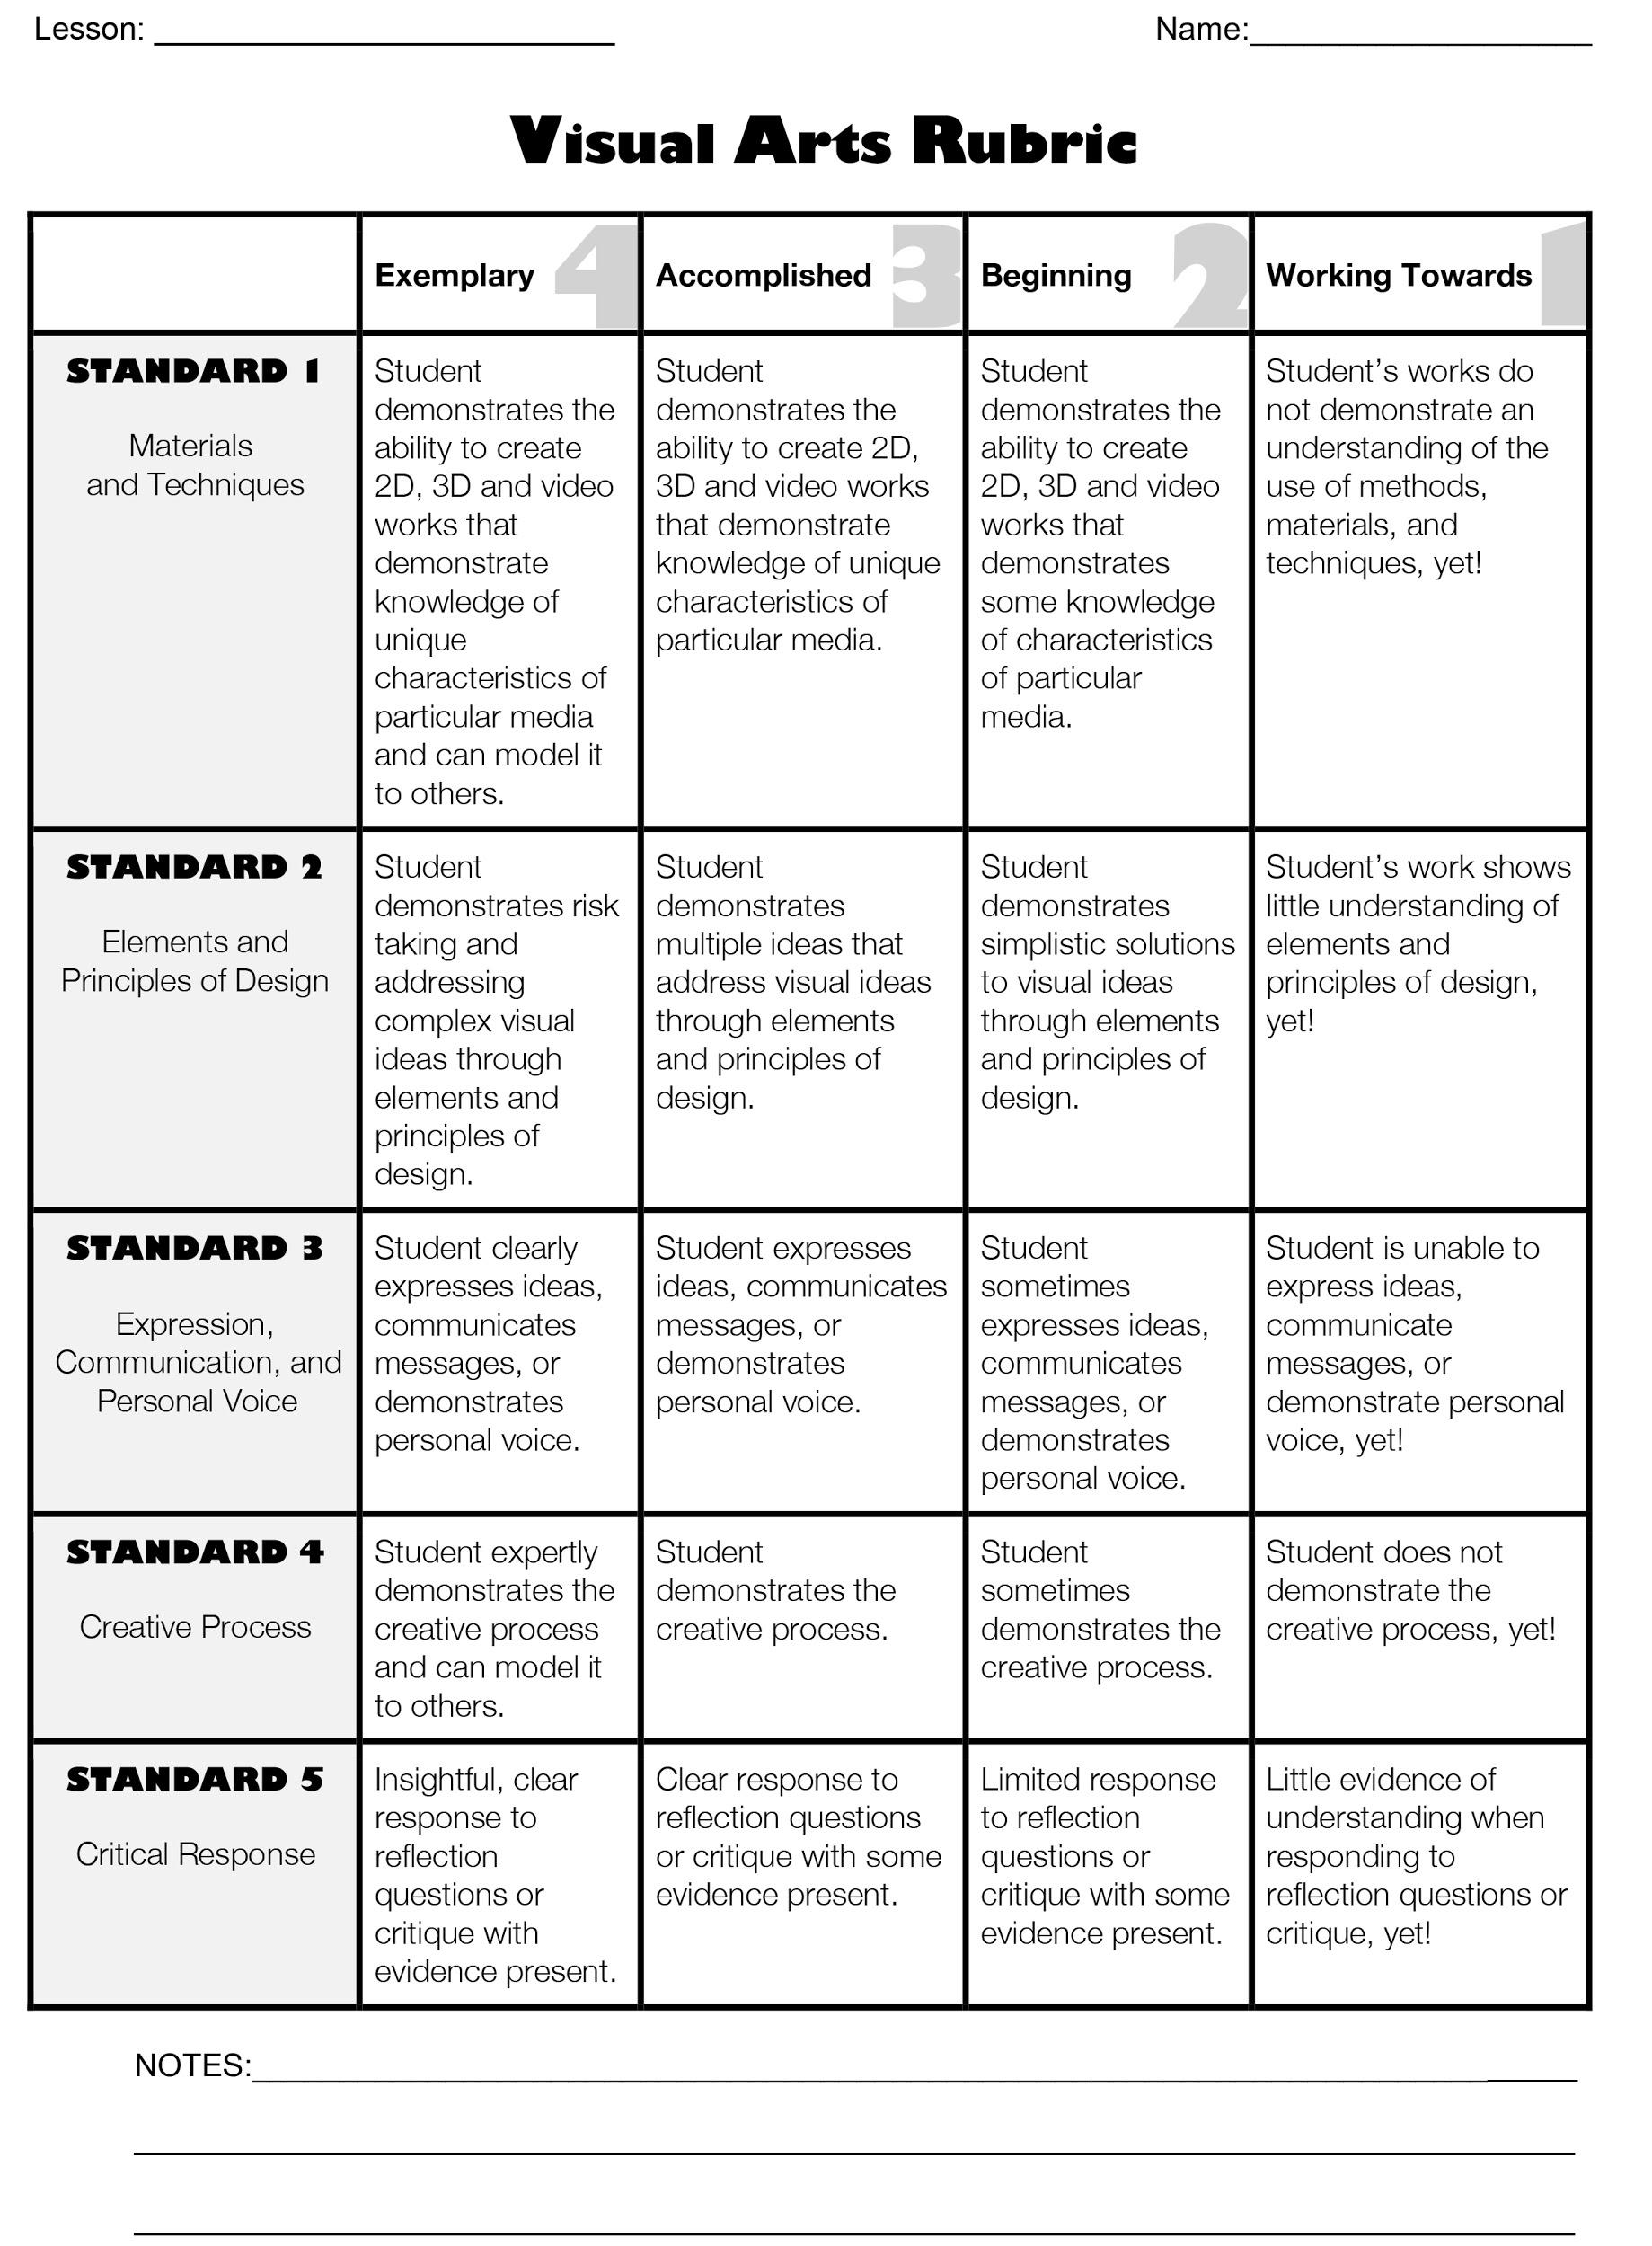 Lesson: __________________________ Name:____________________
Visual Arts Rubric
Exemplary 4
Accomplished 3
Beginning 2
Working Towards 1
STANDARD 1
Materials
and Techniques
Student
demonstrates the
ability to create
2D, 3D and video
works that
demonstrate
knowledge of
unique
characteristics of
particular media
and can model it
to others.
Student
demonstrates the
ability to create 2D,
3D and video works
that demonstrate
knowledge of unique
characteristics of
particular media.
Student
demonstrates the
ability to create
2D, 3D and video
works that
demonstrates
some knowledge
of characteristics
of particular
media.
Student’s works do
not demonstrate an
understanding of the
use of methods,
materials, and
techniques, yet!
STANDARD 2
Elements and
Principles of Design
Student
demonstrates risk
taking and
addressing
complex visual
ideas through
elements and
principles of
design.
Student
demonstrates
multiple ideas that
address visual ideas
through elements
and principles of
design.
Student
demonstrates
simplistic solutions
to visual ideas
through elements
and principles of
design.
Student’s work shows
little understanding of
elements and
principles of design,
yet!
STANDARD 3
Expression,
Communication, and
Personal Voice
Student clearly
expresses ideas,
communicates
messages, or
demonstrates
personal voice.
Student expresses
ideas, communicates
messages, or
demonstrates
personal voice.
Student
sometimes
expresses ideas,
communicates
messages, or
demonstrates
personal voice.
Student is unable to
express ideas,
communicate
messages, or
demonstrate personal
voice, yet!
STANDARD 4
Creative Process
Student expertly
demonstrates the
creative process
and can model it
to others.
Student
demonstrates the
creative process.
Student
sometimes
demonstrates the
creative process.
Student does not
demonstrate the
creative process, yet!
STANDARD 5
Critical Response
Insightful, clear
response to
reflection
questions or
critique with
evidence present.
Clear response to
reflection questions
or critique with some
evidence present.
Limited response
to reflection
questions or
critique with some
evidence present.
Little evidence of
understanding when
responding to
reflection questions or
critique, yet!
NOTES: